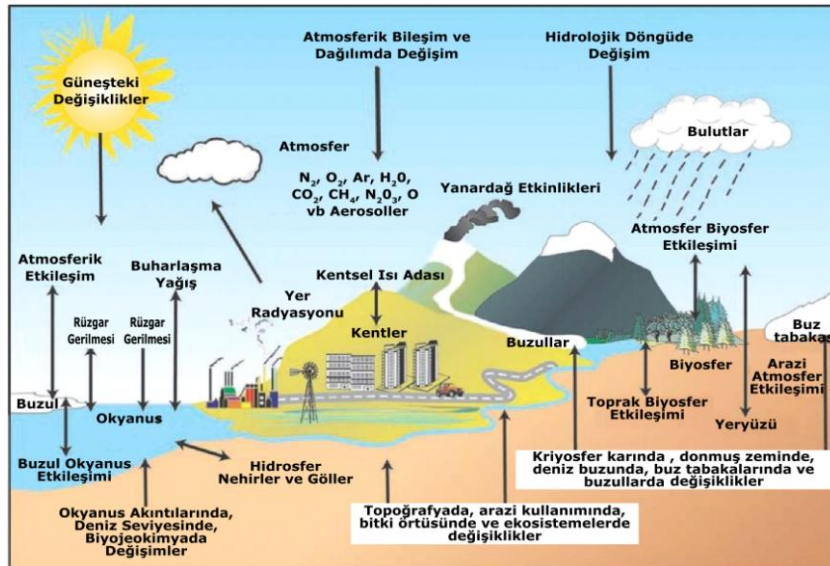 Atmosferik Bileşim ve
Dağılımda Değişim
Hidrolojik Döngüde
Değişim
Güneşteki
Değişiklikler
Bulutlar
Atmosfer
N2, O2, Ar, H20,
CO2, CH4, N2O3, O
vb Aerosoller
Yanardağ Etkinlikleri
Atmosfer Biyosfer
Etkileşimi
Atmosferik
Etkileşim
Buharlaşma
Yağış
Kentsel Isı Adası
Yer
Radyasyonu
Rüzgar
Gerilmesi
Rüzgar
Gerilmesi
Kentler
Buzullar
Buz
tabakas
Biyosfer
Arazi
Atmosfer
Etkileşimi
Buzul
Okyanus
Toprak Biyosfer
Etkileşimi
Yeryüzü
Buzul Okyanus
Etkileşimi
Hidrosfer
Nehirler ve Göller
Kriyosfer karında , donmuş zeminde,
deniz buzunda, buz tabakalarında ve
buzullarda değişiklikler
Okyanus Akıntılarında,
Deniz Seviyesinde,
Biyojeokimyada
Değişimler
Topoğrafyada, arazi kullanımında,
bitki örtüsünde ve ekosistemelerde
değişiklikler